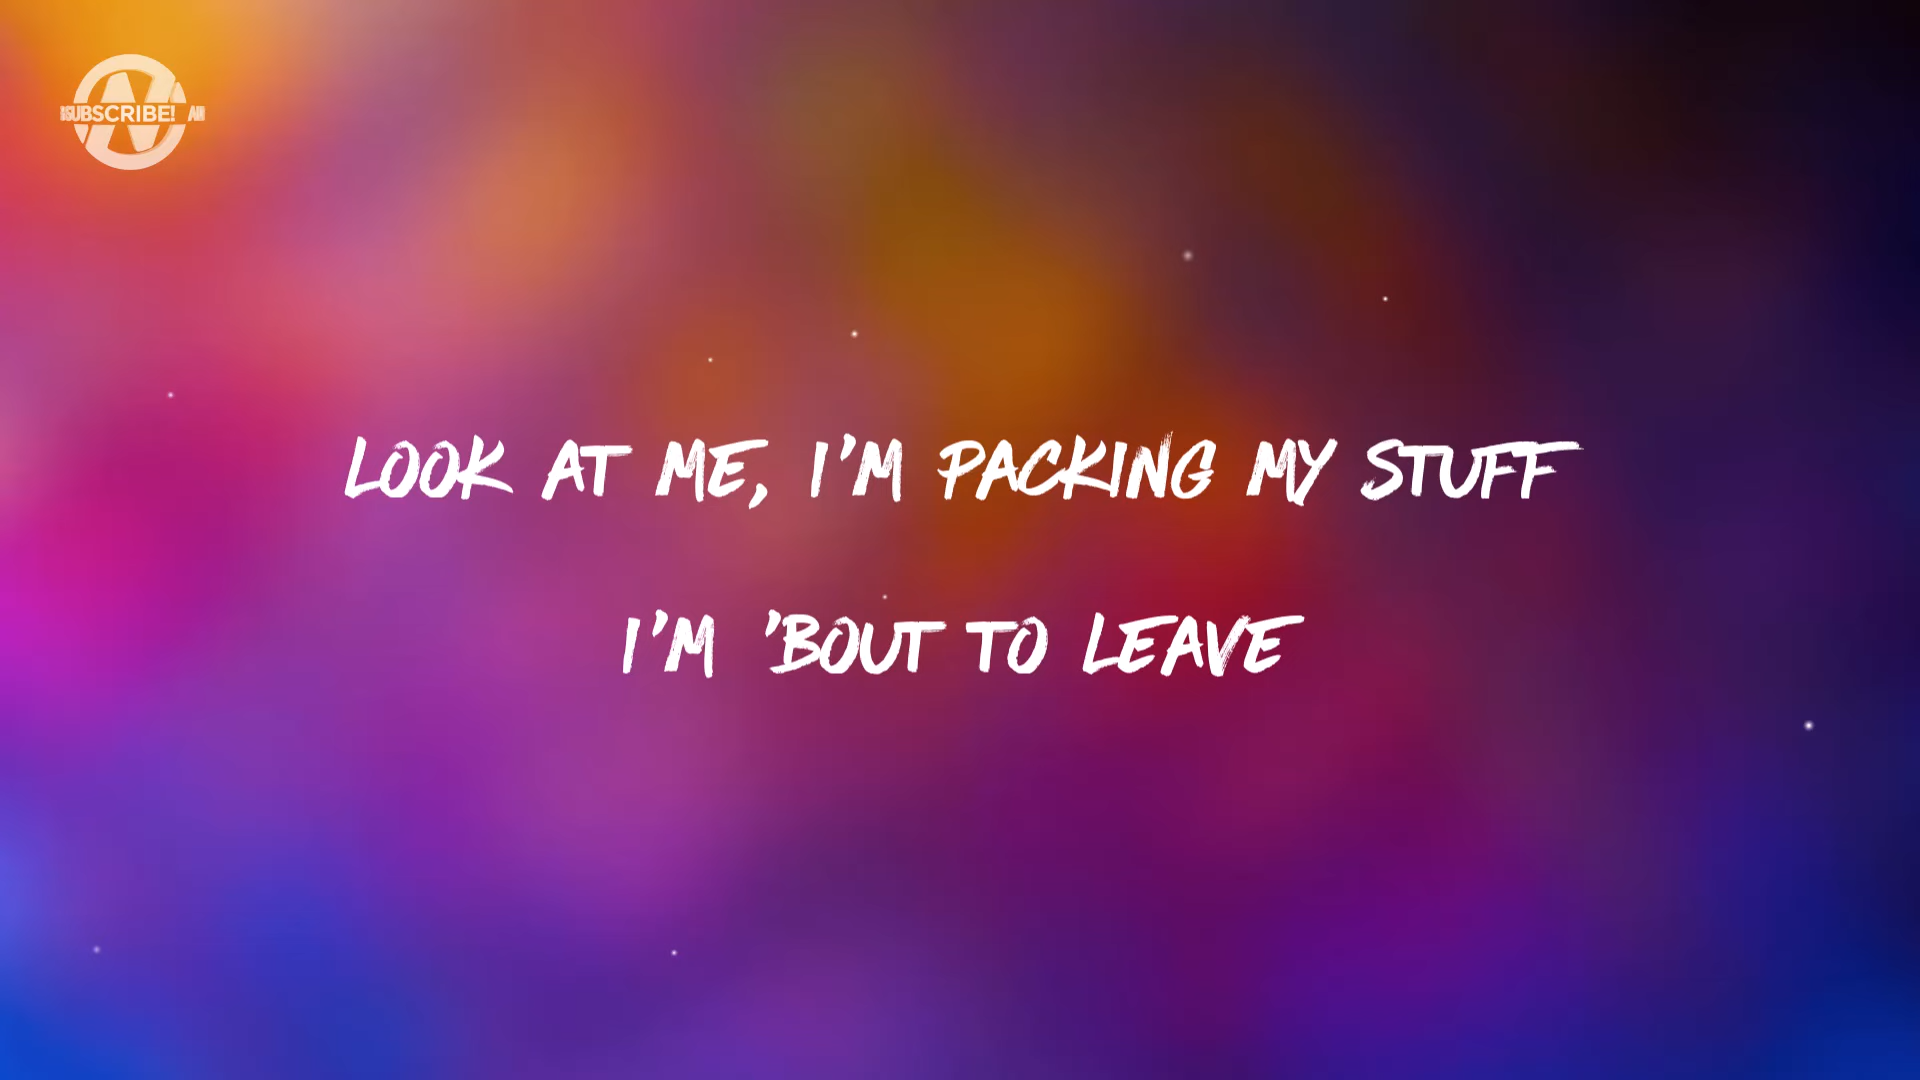 SUBSCRIBE!
LOOK AT ME, I'M PACKING MY STUFF
I'M 'BOUT TO LEAVE